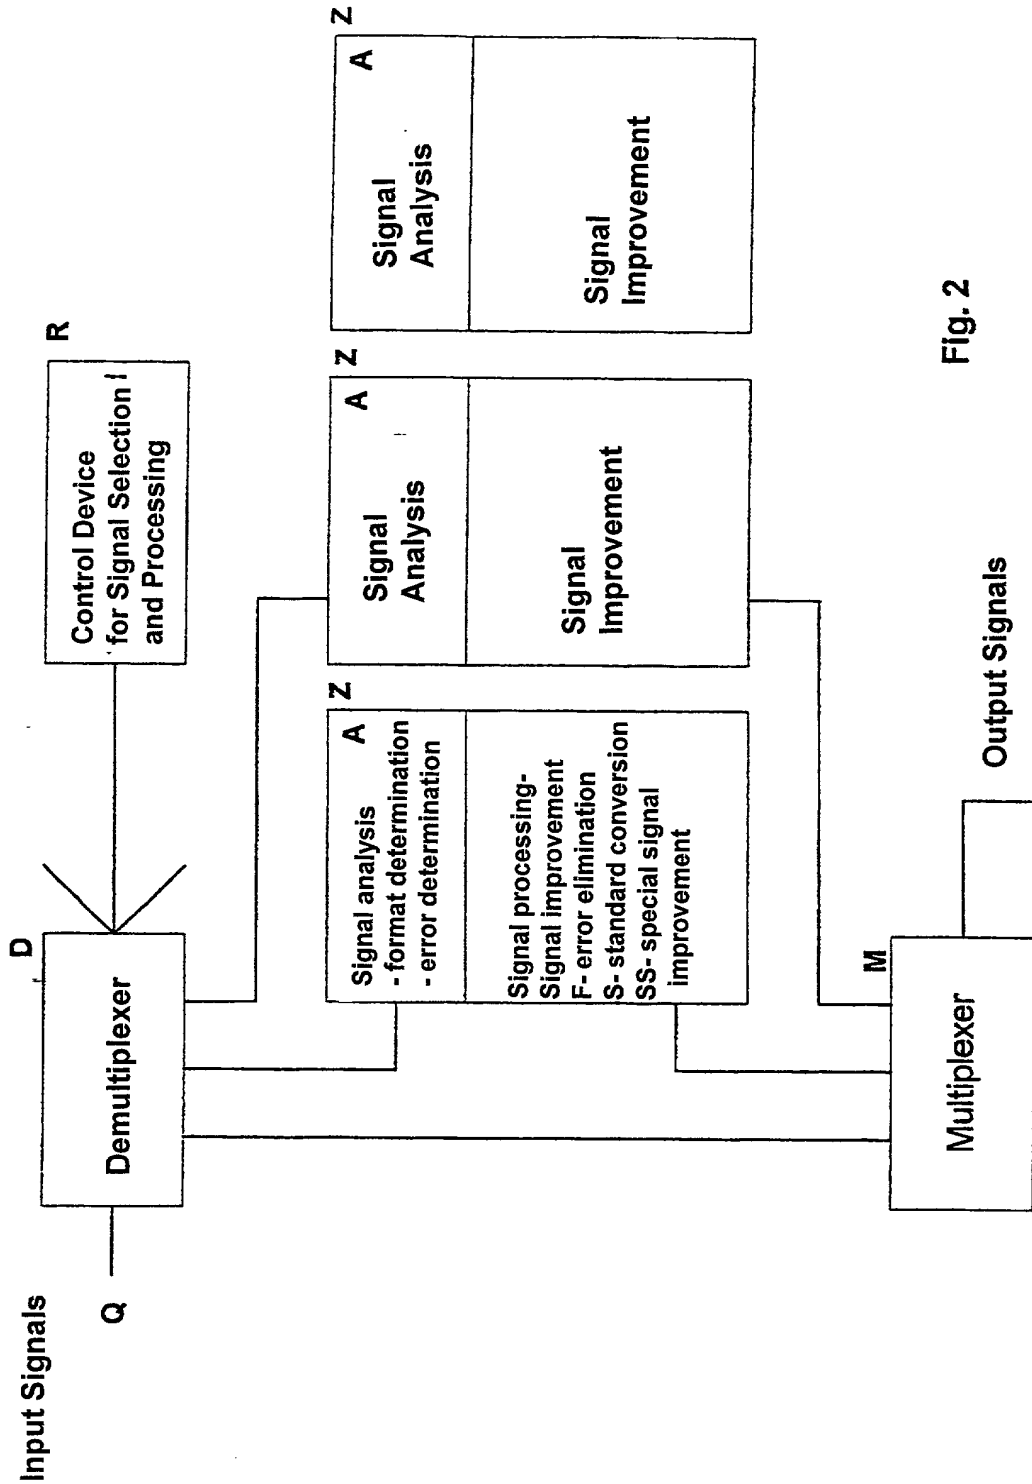 Input Signals
Q
D
Demultiplexer
R
Control Device
for Signal Selection
and Processing
Z
A
Signal analysis
- format determination
- error determination
Signal processing-
Signal improvement
F- error elimination
S- standard conversion
SS- special signal
improvement
Z
A
Signal
Analysis
Signal
Improvement
Z
A
Signal
Analysis
Signal
Improvement
M
Multiplexer
Output Signals
Fig. 2